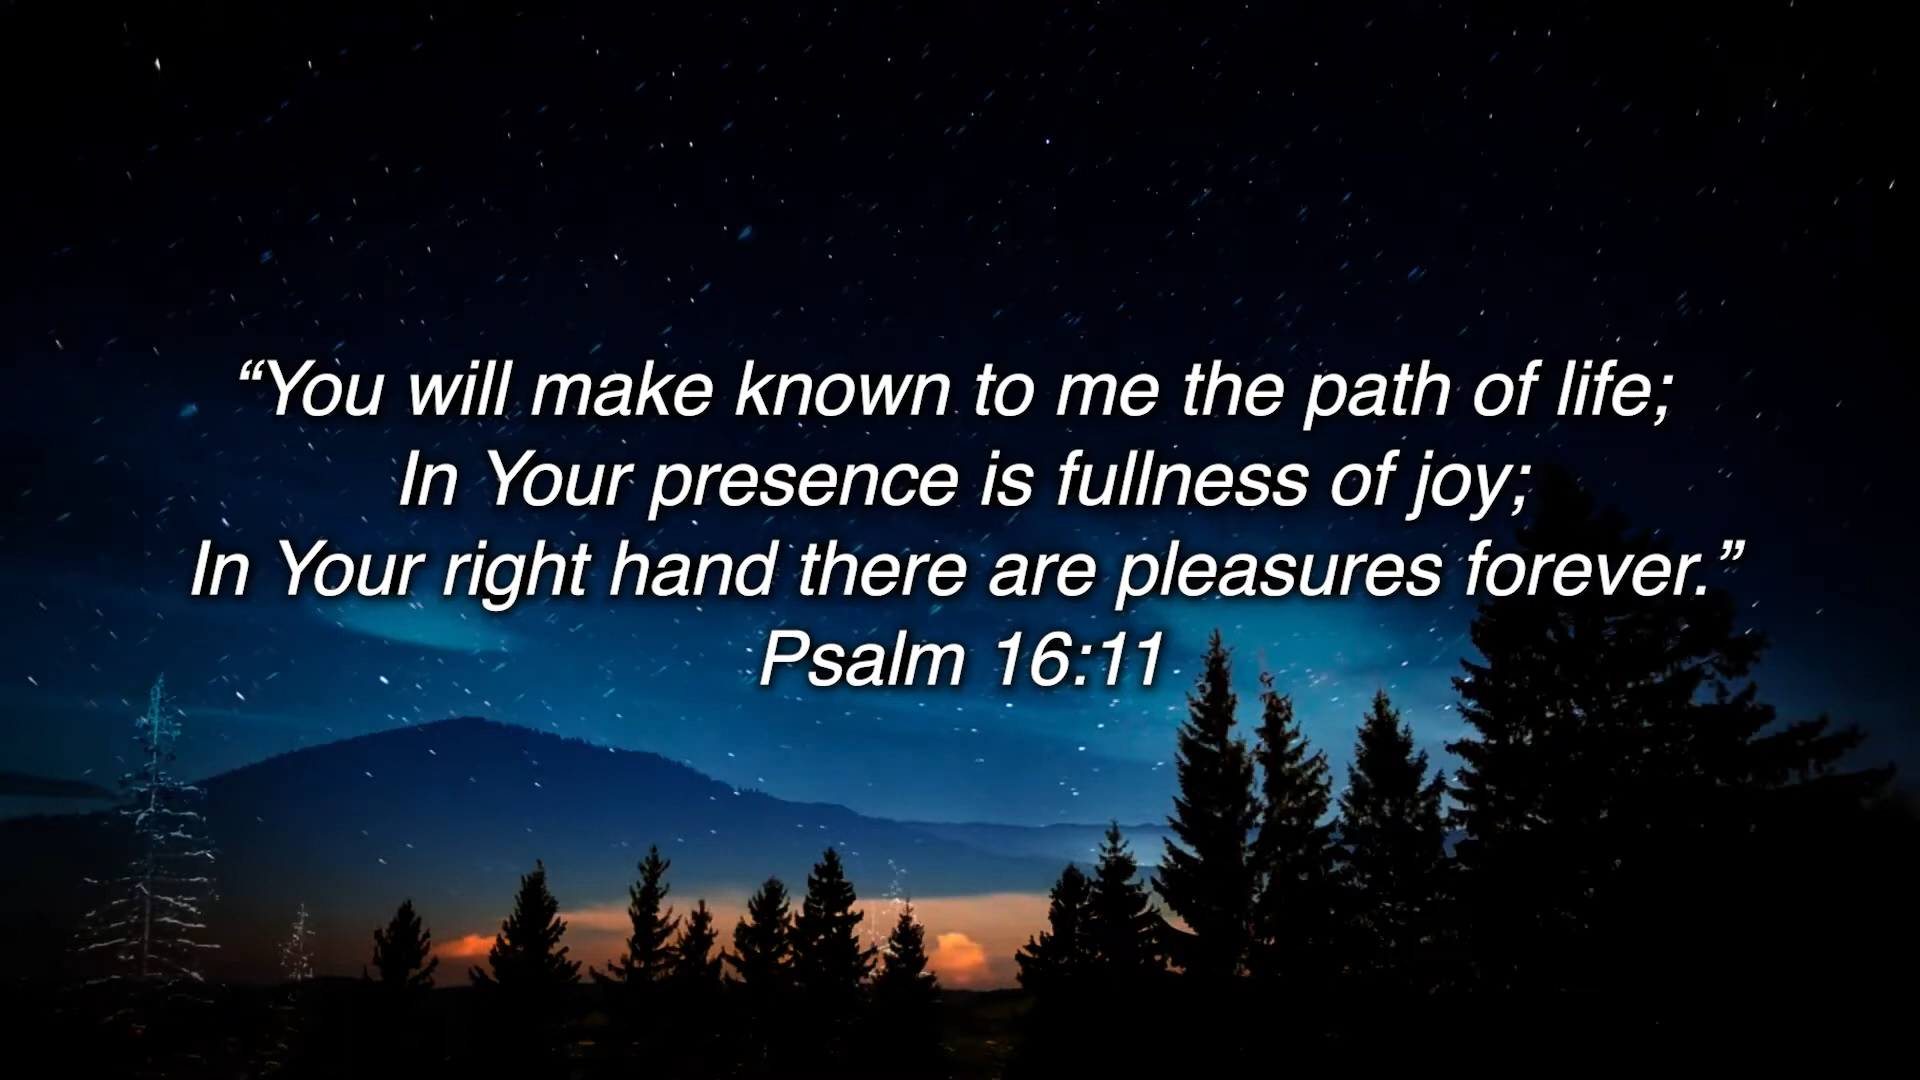 “You will make known to me the path of life;
In Your presence is fullness of joy;
In Your right hand there are pleasures forever.”
Psalm 16:11